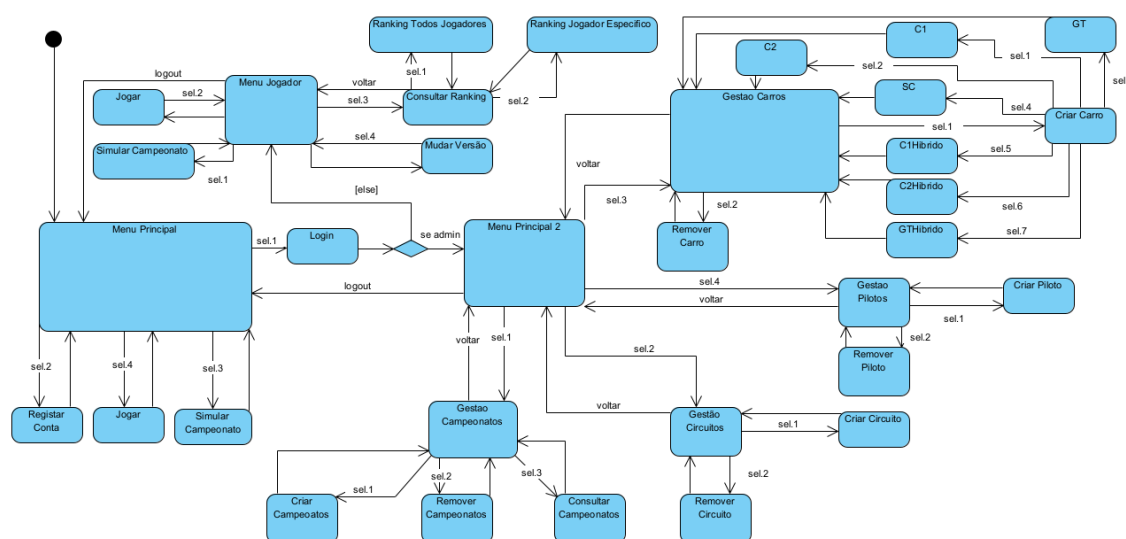 Ranking Todos Jogadores
Ranking Jogador Especifico
C1
GT
C2
logout
Menu Jogador
voltar
sel.1
sel.1
sel.2
sel
Jogar
sel.2
sel.3
Consultar Ranking
sel.2
Gestao Carros
SC
sel.4
Criar Carro
sel.1
Simular Campeonato
sel.4
Mudar Versão
C1Hibrido
sel.5
sel.1
voltar
C2Hibrido
[else]
sel.3
sel.2
sel.6
Menu Principal
sel.1
Login
se admin
Menu Principal 2
Remover
Carro
GTHibrido
sel.7
logout
sel.4
voltar
Gestao
Pilotos
Criar Piloto
sel.1
sel.2
sel.4
sel.3
voltar
sel.1
sel.2
sel.2
Remover
Piloto
Registar
Conta
Jogar
Simular
Campeonato
Gestao
Campeonatos
voltar
Gestão
Circuitos
sel.1
Criar Circuito
sel.1
sel.2
sel.3
sel.2
Criar
Campeoatos
Remover
Campeonatos
Consultar
Campeonatos
Remover
Circuito